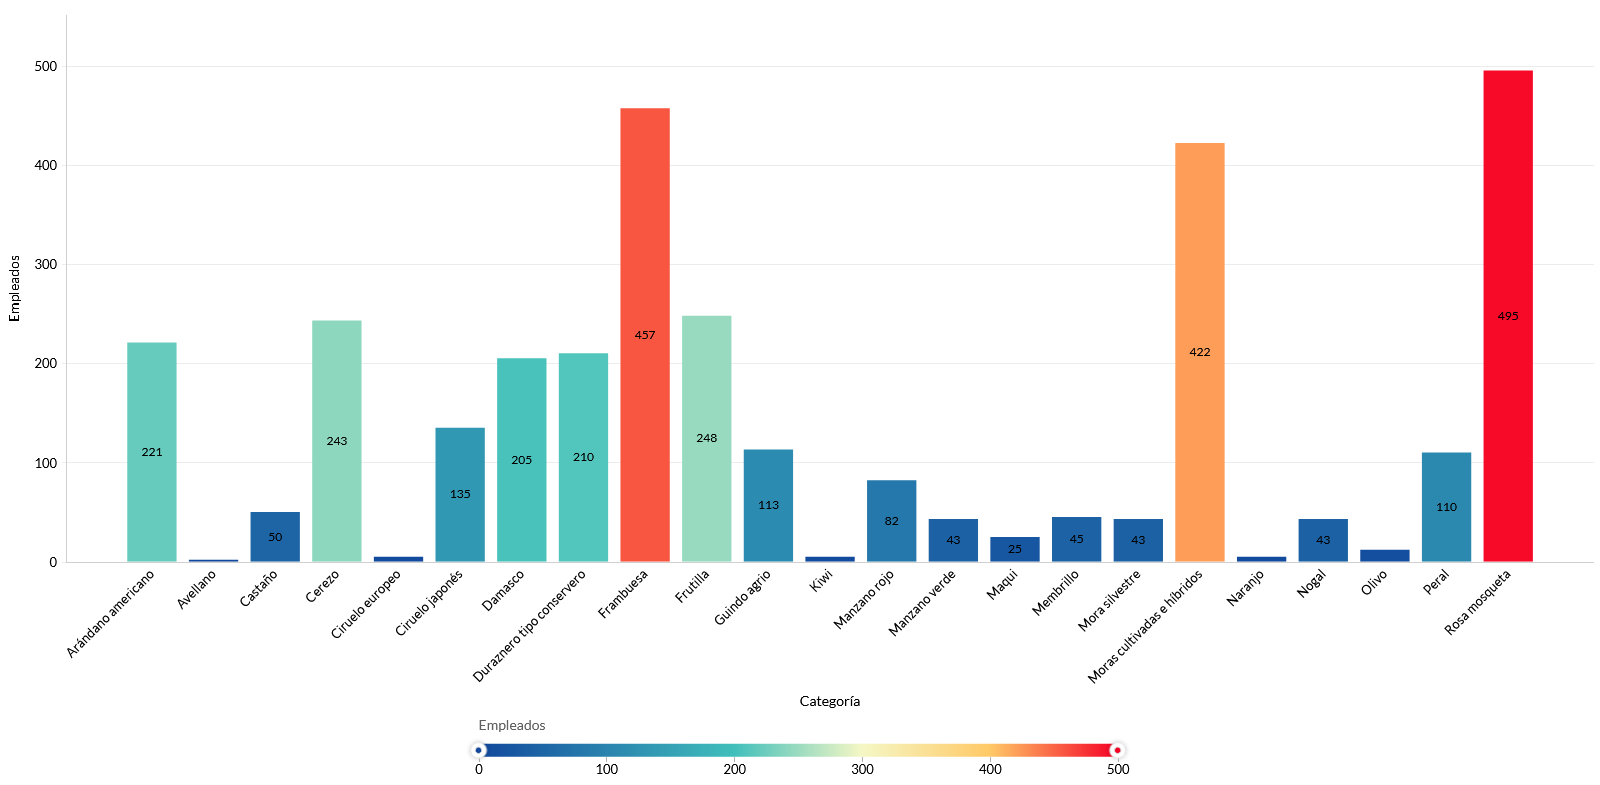 500
400
300
200
100
0
Empleados
221
50
243
135
205
210
457
248
113
82
43
25
45
43
422
43
110
495
Arándano americano
Avellano
Castaño
Cerezo
Ciruelo europeo
Ciruelo japonés
Damasco
Duraznero tipo conservero
Frambuesa
Frutilla
Guindo agrio
Kiwi
Manzano rojo
Manzano verde
Maqui
Membrillo
Mora silvestre
Moras cultivadas e híbridos
Naranjo
Nogal
Olivo
Peral
Rosa mosqueta
Categoría
Empleados
0 100 200 300 400 500